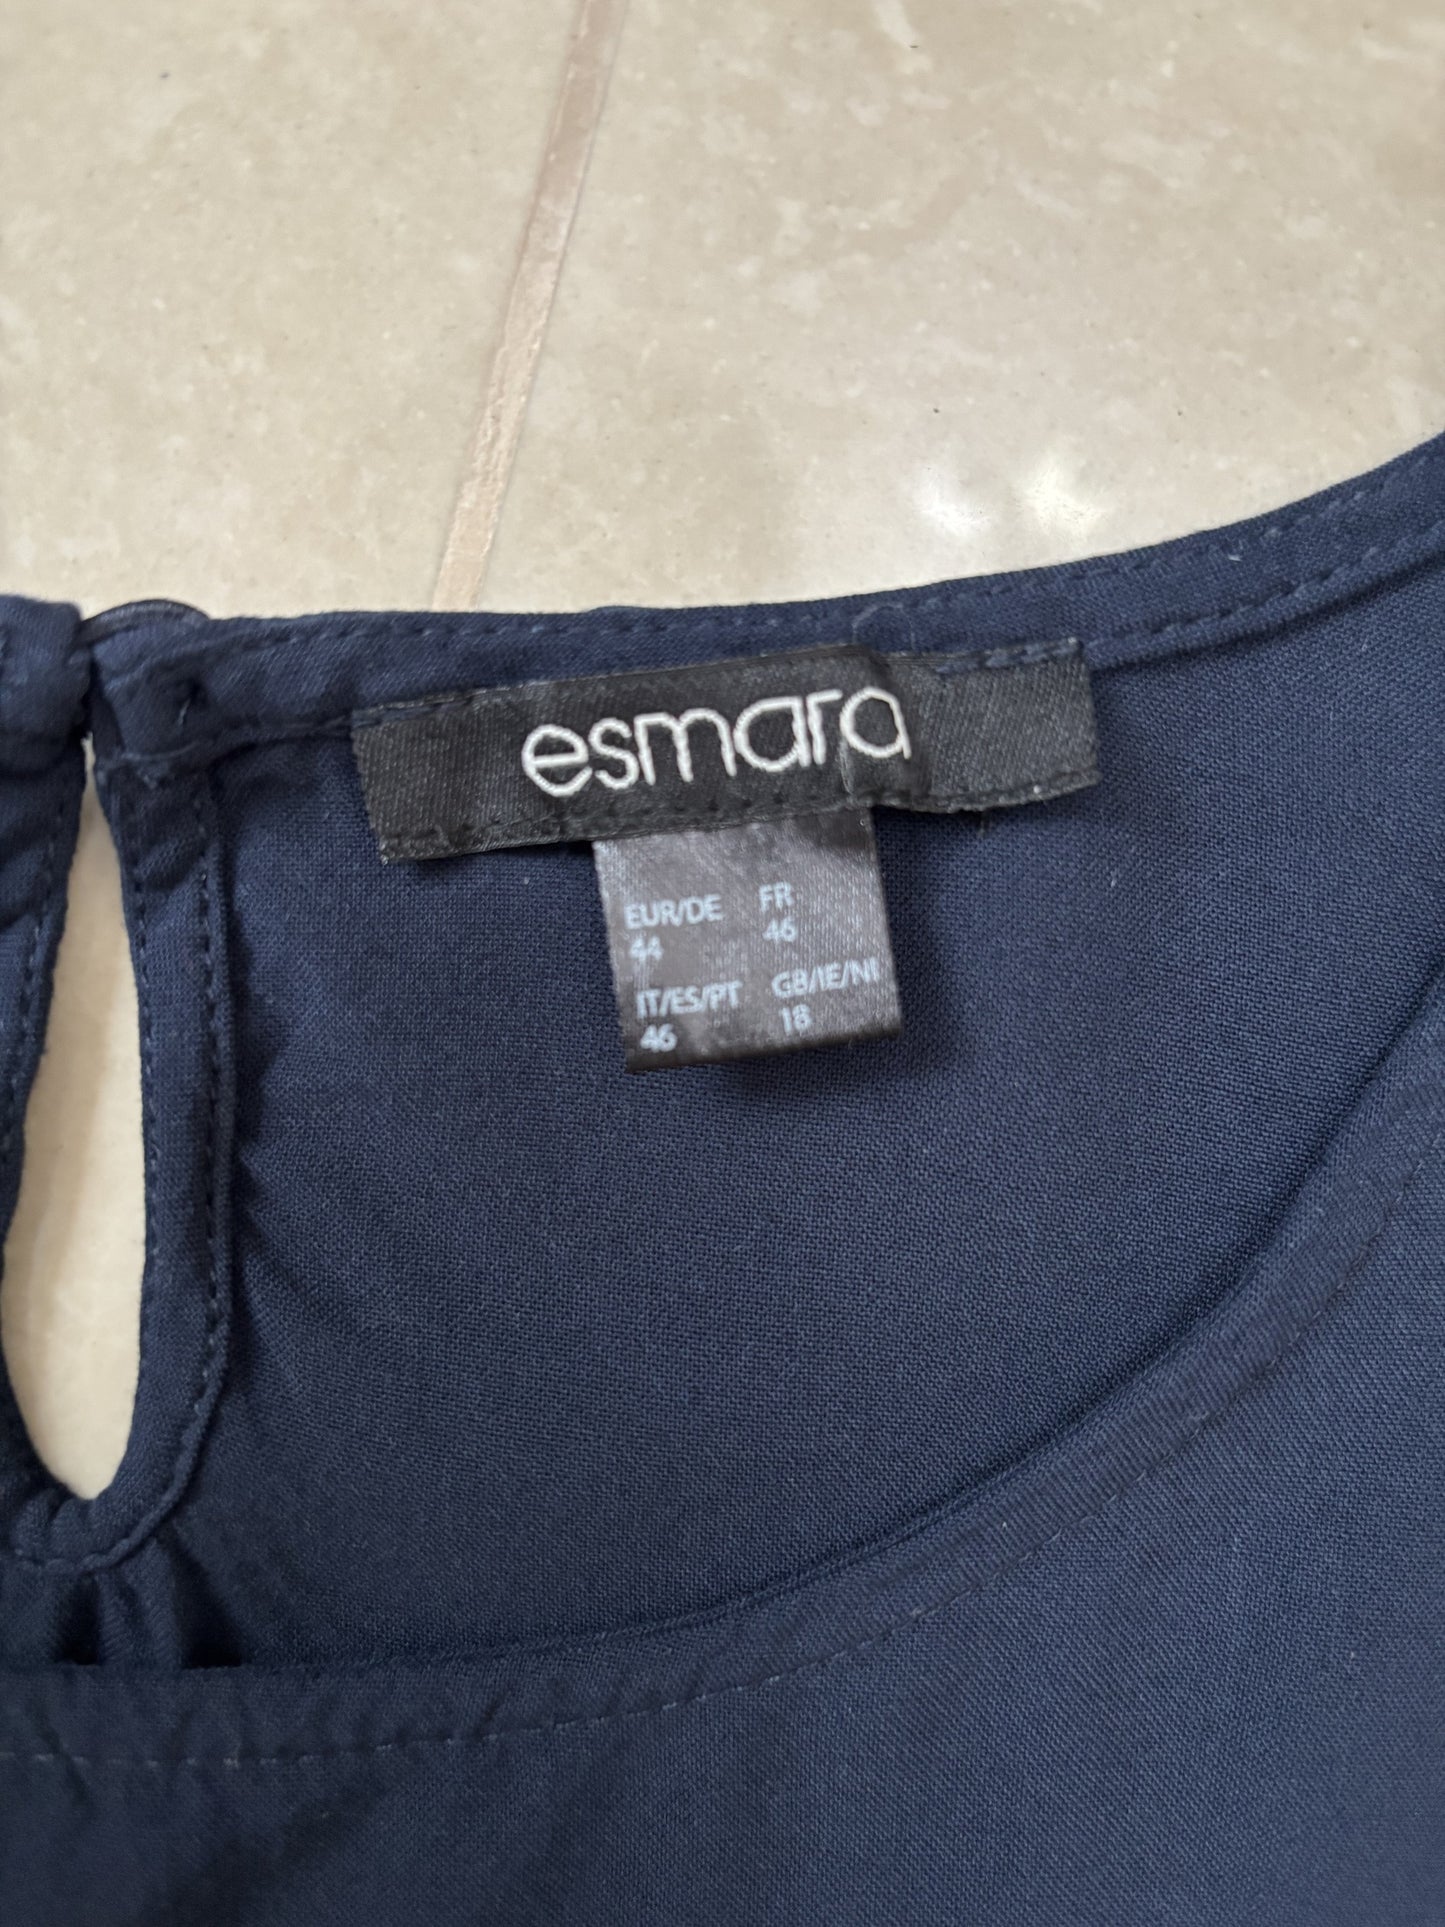 esmara
EUR/DE FR
44 46
IT/ES/PT GB/IE/NI
46 18